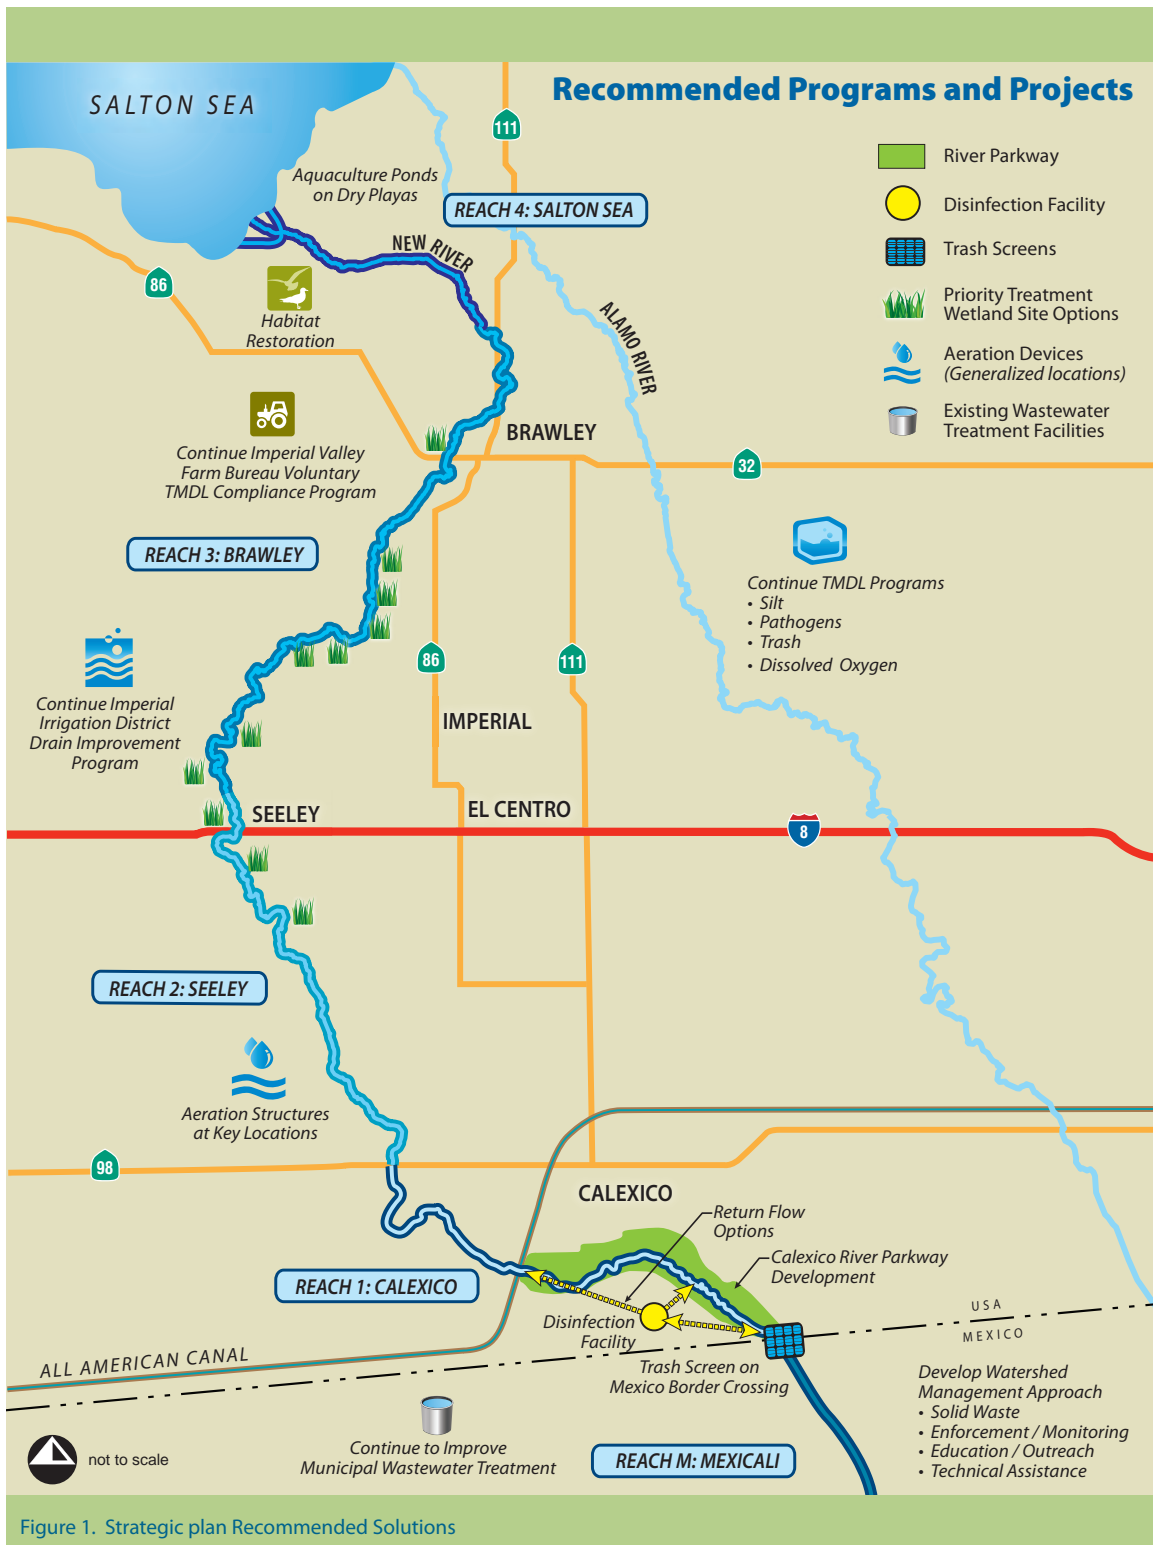 Recommended Programs and Projects
SALTON SEA
111
River Parkway
Disinfection Facility
Trash Screens
Priority Treatment
Wetland Site Options
Aeration Devices
(Generalized locations)
Existing Wastewater
Treatment Facilities
Aquaculture Ponds
on Dry Playas
REACH 4: SALTON SEA
NEW RIVER
86
Habitat
Restoration
ALAMO RIVER
BRAWLEY
32
Continue Imperial Valley
Farm Bureau Voluntary
TMDL Compliance Program
REACH 3: BRAWLEY
Continue TMDL Programs
• Silt
• Pathogens
• Trash
• Dissolved Oxygen
86
111
Continue Imperial
Irrigation District
Drain Improvement
Program
IMPERIAL
SEELEY
EL CENTRO
8
REACH 2: SEELEY
Aeration Structures
at Key Locations
98
CALEXICO
Return Flow
Options
Calexico River Parkway
Development
REACH 1: CALEXICO
Disinfection
Facility
USA
MEXICO
ALL AMERICAN CANAL
Trash Screen on
Mexico Border Crossing
Develop Watershed
Management Approach
• Solid Waste
• Enforcement / Monitoring
• Education / Outreach
• Technical Assistance
Continue to Improve
Municipal Wastewater Treatment
REACH M: MEXICALI
not to scale
Figure 1. Strategic plan Recommended Solutions